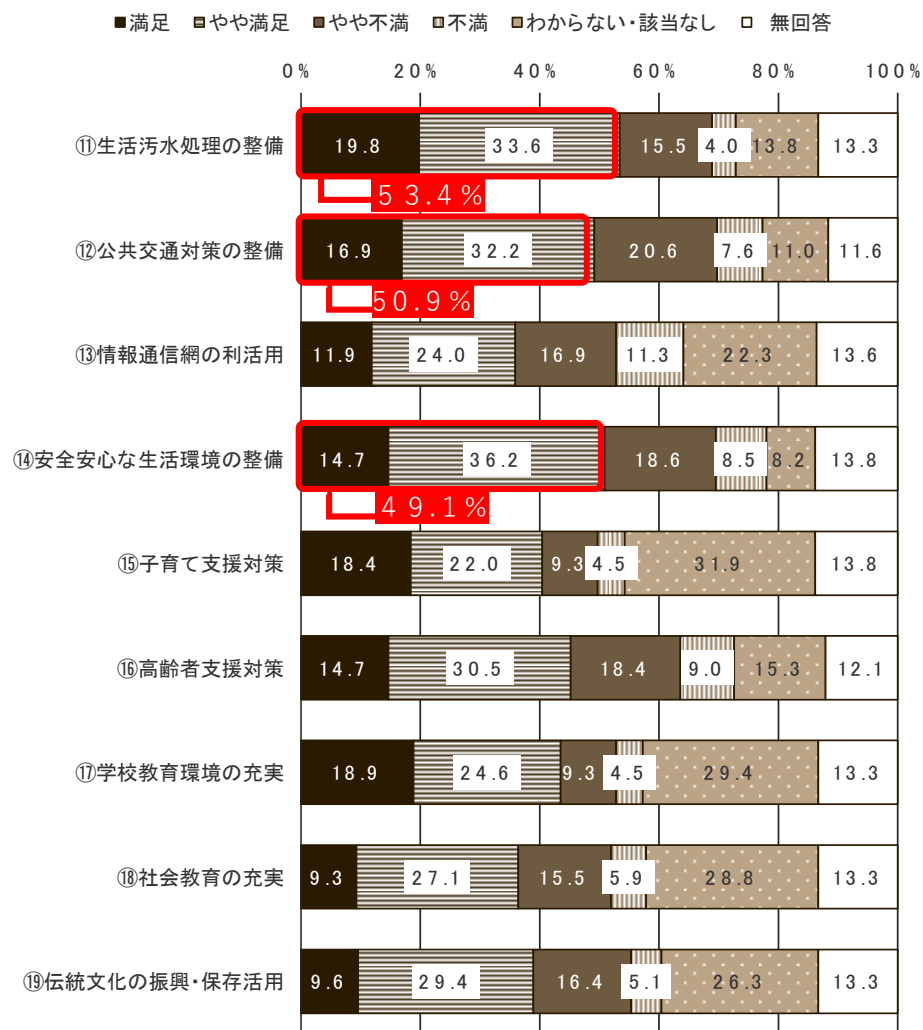 満足 やや満足 やや不満 不満 わからない・該当なし 無回答
0% 20% 40% 60% 80% 100%
⑪生活汚水処理の整備 19.8 33.6 15.5 4.0 13.8 13.3
53.4%
⑫公共交通対策の整備 16.9 32.2 20.6 7.6 11.0 11.6
50.9%
⑬情報通信網の利活用 11.9 24.0 16.9 11.3 22.3 13.6
⑭安全安心な生活環境の整備 14.7 36.2 18.6 8.5 8.2 13.8
49.1%
⑮子育て支援対策 18.4 22.0 9.3 4.5 31.9 13.8
⑯高齢者支援対策 14.7 30.5 18.4 9.0 15.3 12.1
⑰学校教育環境の充実 18.9 24.6 9.3 4.5 29.4 13.3
⑱社会教育の充実 9.3 27.1 15.5 5.9 28.8 13.3
⑲伝統文化の振興・保存活用 9.6 29.4 16.4 5.1 26.3 13.3